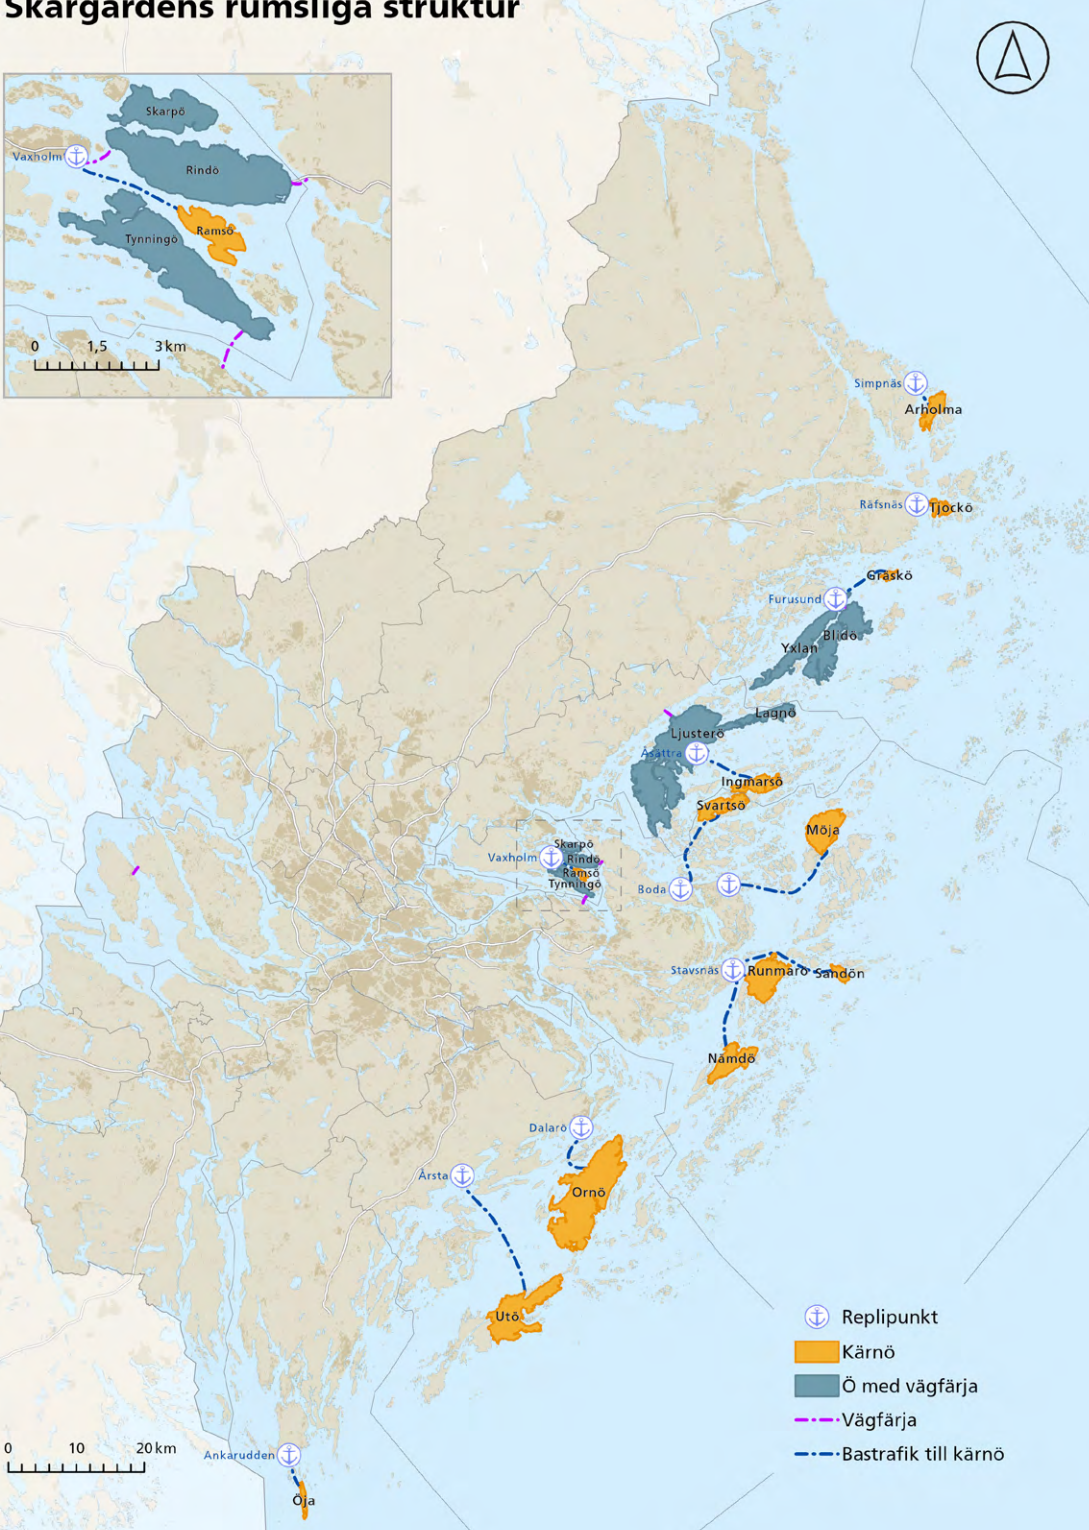 Skärgårdens rumsliga struktur
Skarpö
Vaxholm
Rindö
Ramsö
Tynningö
0 1,5 3 km
Simpnäs
Arholma
Räfsnäs
Tjockö
Gräskö
Furusund
Blidö
Yxlan
Lagnö
Ljusterö
Åsättra
Ingmarsö
Svartsö
Möja
Skarpö
Vaxholm
Rindö
Ramsö
Tynningö
Boda
Stavsnäs
Runmarö
Sandön
Nämdö
Dalarö
Årsta
Ornö
Utö
Replipunkt
Kärnö
Ö med vägfärja
Vägfärja
Bastrafik till kärnö
0 10 20 km
Ankarudden
Öja